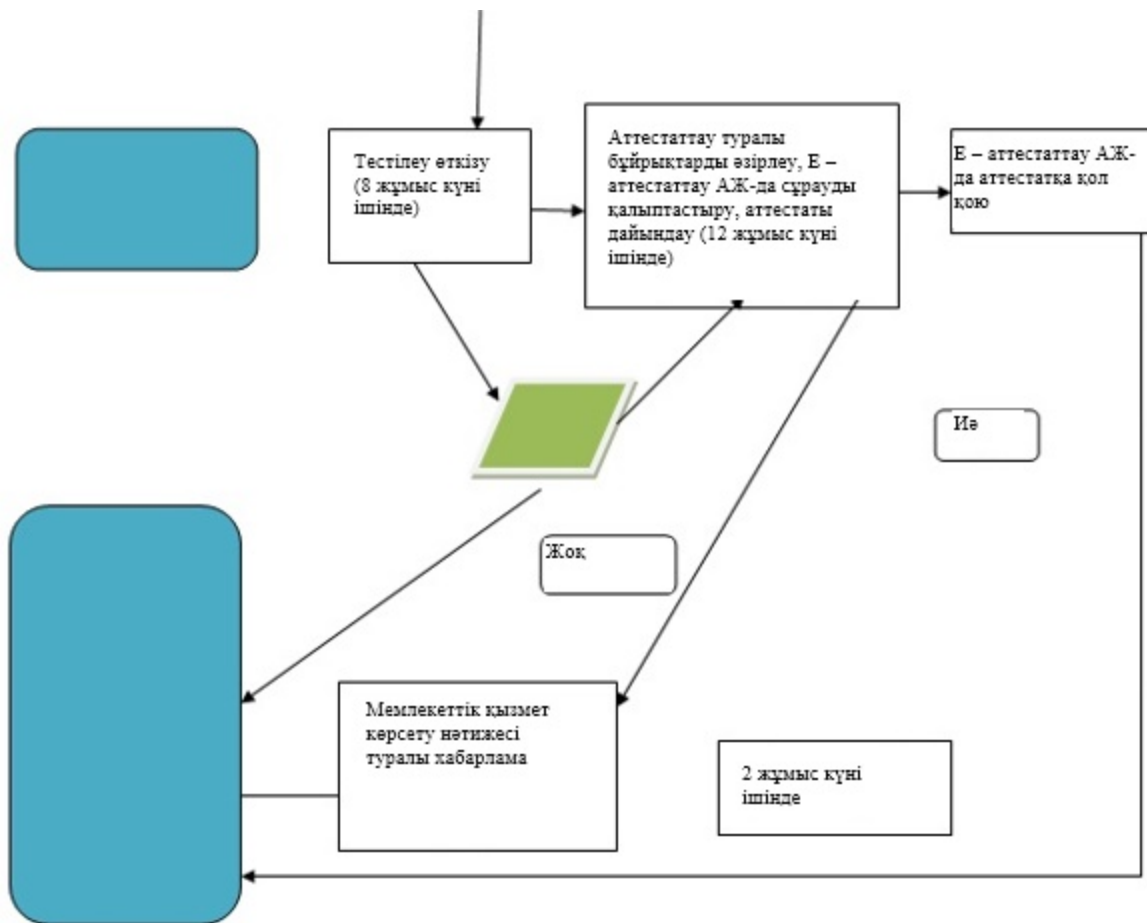 Тестілеу өткізу
(8 жұмыс күні
ішінде)
Аттестаттау туралы
бұйрықтарды әзірлеу, Е –
аттестаттау АЖ-да сұрауды
қалыптастыру, аттестаты
дайындау (12 жұмыс күні
ішінде)
Е – аттестаттау АЖ-
да аттестатқа қол
қою
Иә
Жоқ
Мемлекеттік қызмет
көрсету нәтижесі
туралы хабарлама
2 жұмыс күні
ішінде